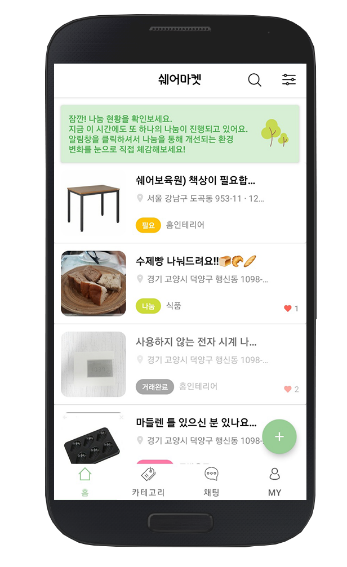 쉐어마켓
잠깐! 나눔 현황을 확인보세요.
지금 이 시간에도 또 하나의 나눔이 진행되고 있어요.
알림창을 클릭하셔서 나눔을 통해 개선되는 환경
변화를 눈으로 직접 체감해보세요!
쉐어보육원) 책상이 필요합...
서울 강남구 도곡동 953-11 · 12...
필요 홈인테리어
수제빵 나눠드려요!!🍞🥐🥖
경기 고양시 덕양구 행신동 1098-...
나눔 식품
1
사용하지 않는 전자 시계 나...
경기 고양시 덕양구 행신동 1098-...
거래완료 홈인테리어
2
마들렌 틀 있으신 분 있나요...
경기 고양시 덕양구 행신동 1098-...
홈 카테고리 채팅 MY